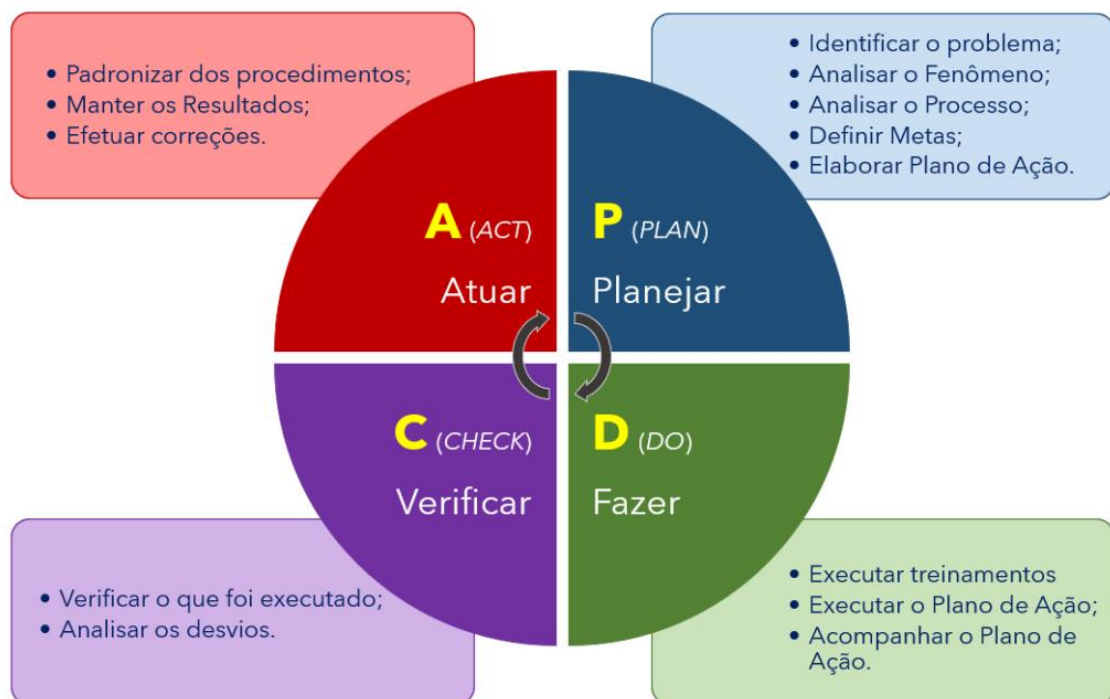 • Padronizar dos procedimentos;
• Manter os Resultados;
• Efetuar correções.
• Identificar o problema;
• Analisar o Fenômeno;
• Analisar o Processo;
• Definir Metas;
• Elaborar Plano de Ação.
A (ACT)
Atuar
P (PLAN)
Planejar
C (CHECK)
Verificar
D (DO)
Fazer
• Verificar o que foi executado;
• Analisar os desvios.
• Executar treinamentos
• Executar o Plano de Ação;
• Acompanhar o Plano de
Ação.